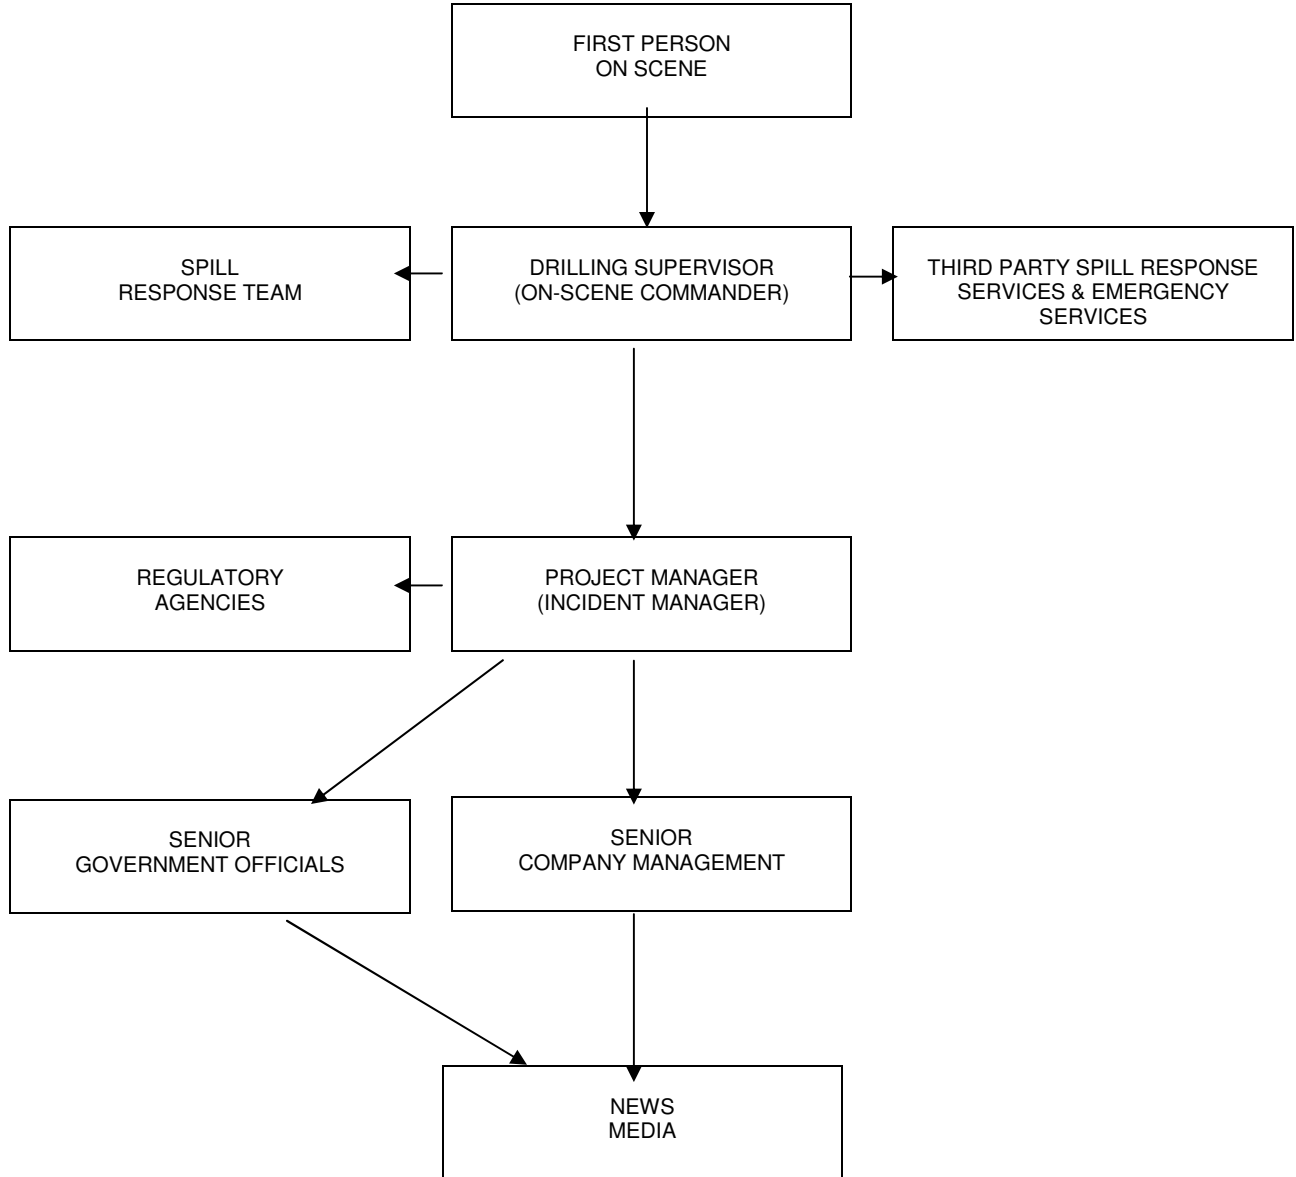 FIRST PERSON
ON SCENE
SPILL
RESPONSE TEAM
DRILLING SUPERVISOR
(ON-SCENE COMMANDER)
THIRD PARTY SPILL RESPONSE
SERVICES & EMERGENCY
SERVICES
REGULATORY
AGENCIES
PROJECT MANAGER
(INCIDENT MANAGER)
SENIOR
GOVERNMENT OFFICIALS
SENIOR
COMPANY MANAGEMENT
NEWS
MEDIA